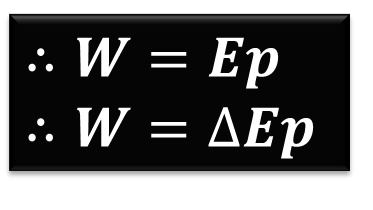 ∴ W = Ep
∴ W = ΔEp